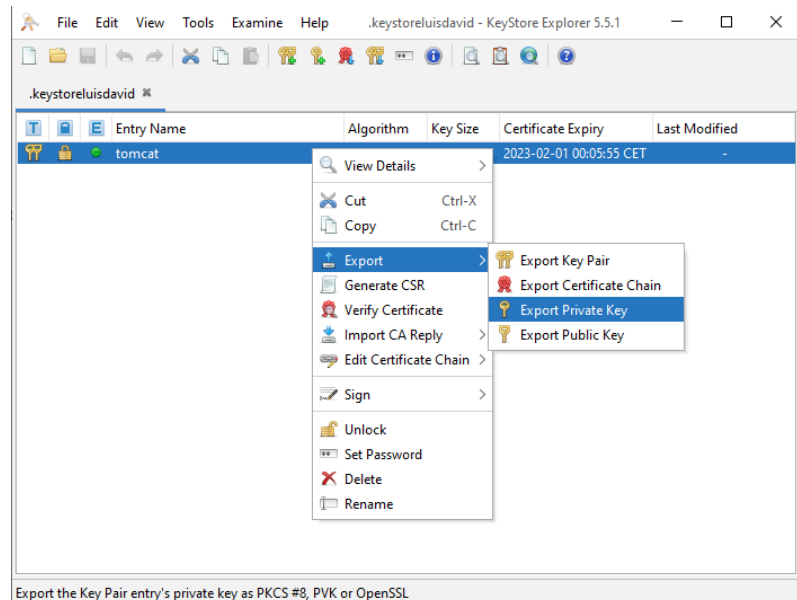 File Edit View Tools Examine Help .keystoreluisdavid - KeyStore Explorer 5.5.1
.keystoreluisdavid
T E Entry Name Algorithm Key Size Certificate Expiry Last Modified
tomcat 2023-02-01 00:05:55 CET -
View Details
Cut Ctrl-X
Copy Ctrl-C
Export
Generate CSR
Verify Certificate
Import CA Reply
Edit Certificate Chain
Sign
Unlock
Set Password
Delete
Rename
Export Key Pair
Export Certificate Chain
Export Private Key
Export Public Key
Export the Key Pair entry's private key as PKCS #8, PVK or OpenSSL